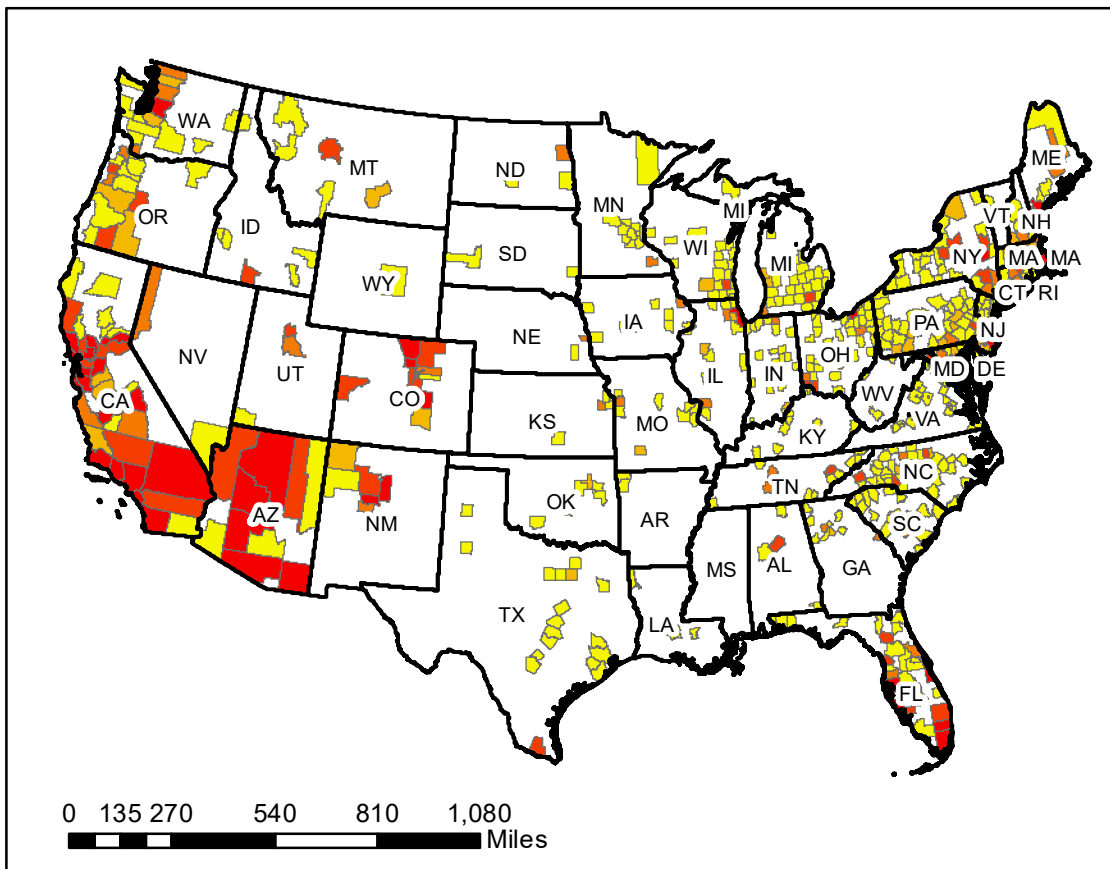 WA
MT
ND
MN
ME
OR
ID
SD
WI
MI
VT
NH
WY
MI
NY
MA
MA
CT
RI
NE
IA
PA
NJ
NV
UT
CO
IL
IN
OH
MD
DE
CA
KS
MO
WV
VA
KY
AZ
NM
OK
AR
TN
NC
SC
MS
AL
GA
TX
LA
FL
0 135 270 540 810 1,080
Miles